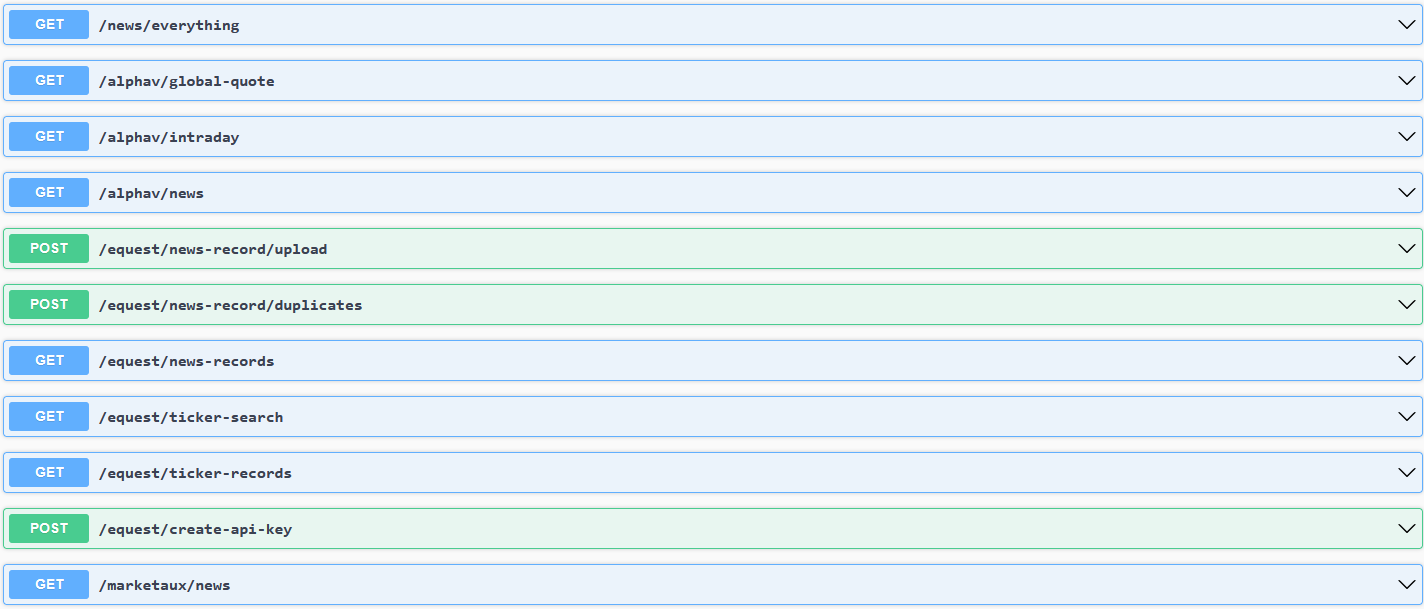 GET /news/everything
GET /alphav/global-quote
GET /alphav/intraday
GET /alphav/news
POST /equest/news-record/upload
POST /equest/news-record/duplicates
GET /equest/news-records
GET /equest/ticker-search
GET /equest/ticker-records
POST /equest/create-api-key
GET /marketaux/news